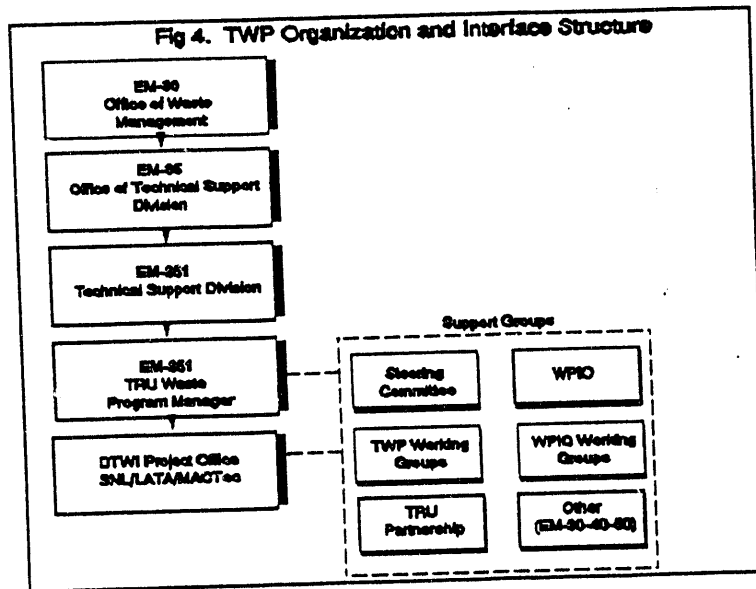 Fig 4. TWP Organization and Interface Structure
EM-30
Office of Waste
Management
EM-35
Office of Technical Support
Division
EM-351
Technical Support Division
EM-351
TRU Waste
Program Manager
DTWI Project Office
SNL/LATA/MACTec
Support Groups
Steering
Committee
WPIO
TWP Working
Groups
WPIO Working
Groups
TRU
Partnership
Other
(EM-30-40-50)